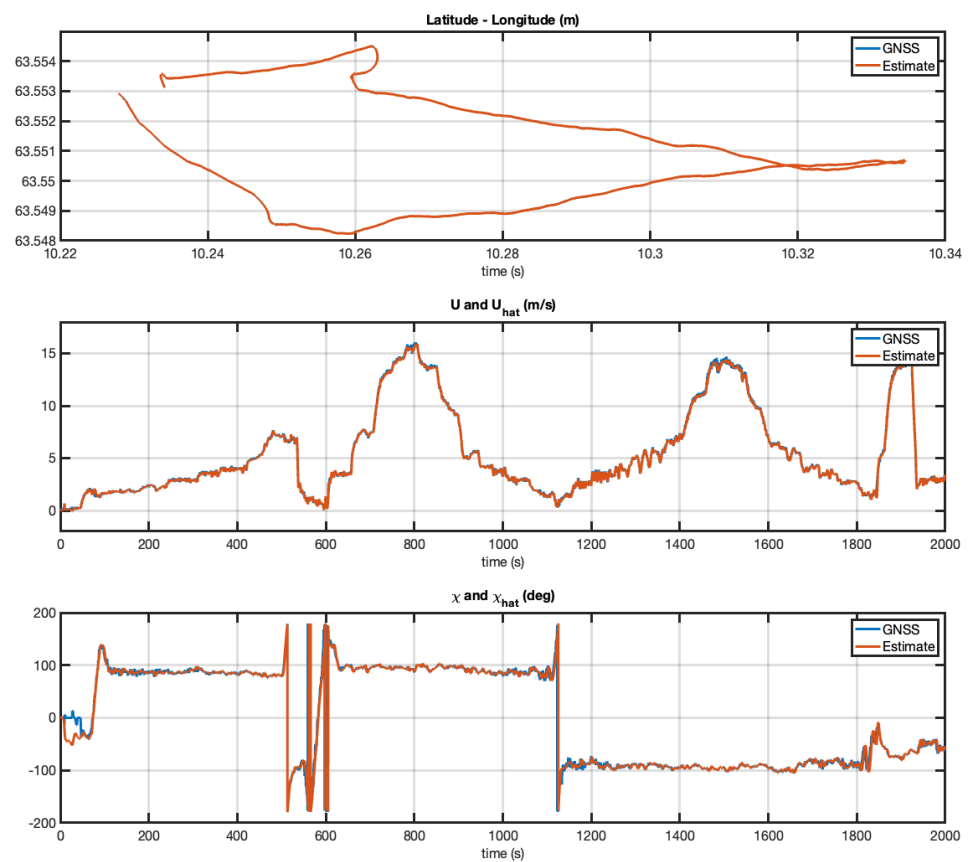 Latitude - Longitude (m)
GNSS
Estimate
63.554
63.553
63.552
63.551
63.55
63.549
63.548
10.22 10.24 10.26 10.28 10.3 10.32 10.34
time (s)
U and U_hat (m/s)
GNSS
Estimate
15
10
5
0
0 200 400 600 800 1000 1200 1400 1600 1800 2000
time (s)
χ and χ_hat (deg)
GNSS
Estimate
200
100
0
-100
-200
0 200 400 600 800 1000 1200 1400 1600 1800 2000
time (s)